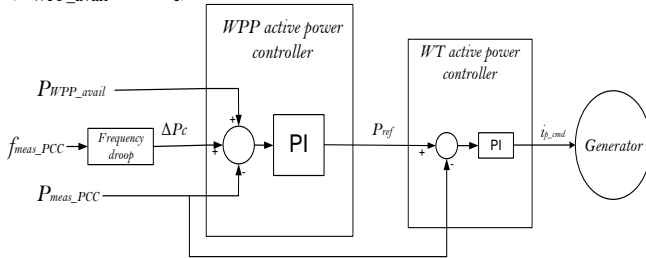 WPP_avail
WPP active power
controller
WT active power
controller
P_WPP_avail
+
f_meas_PCC
Frequency
droop
ΔPc
+
-
PI
P_ref
+
-
PI
i_p_cmd
Generator
P_meas_PCC